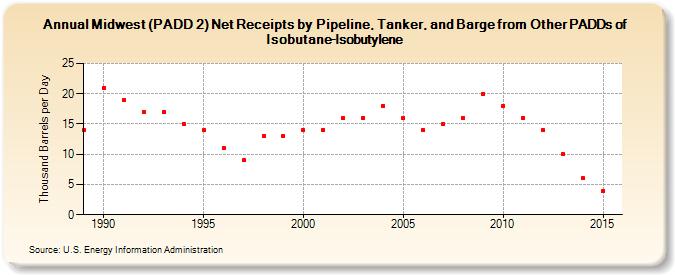 Annual Midwest (PADD 2) Net Receipts by Pipeline, Tanker, and Barge from Other PADDs of
Isobutane-Isobutylene
Thousand Barrels per Day
25
20
15
10
5
0
1990 1995 2000 2005 2010 2015
Source: U.S. Energy Information Administration